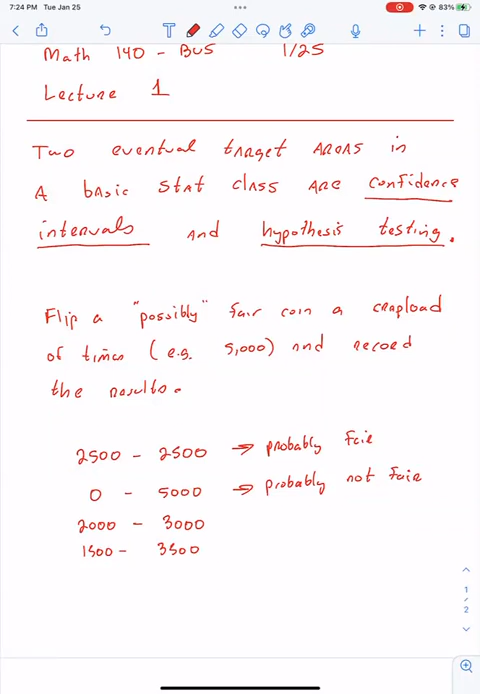 7:24 PM Tue Jan 25
83%
Math 140 - BUS 1/25
Lecture 1
Two eventual target areas in
a basic stat class are confidence
intervals and hypothesis testing.
Flip a "possibly" fair coin a crapload
of times (e.g. 5,000) and record
the results.
2500 - 2500 → probably fair
0 - 5000 → probably not fair
2000 - 3000
1500 - 3500
1
/
2